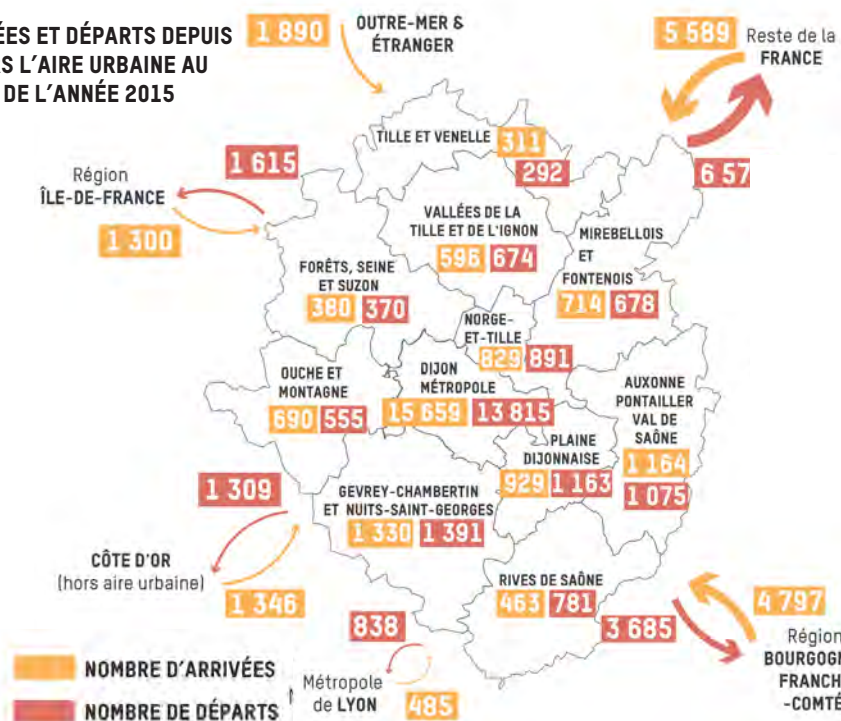 ÉES ET DÉPARTS DEPUIS
S L'AIRE URBAINE AU
DE L'ANNÉE 2015
1 890
OUTRE-MER &
ÉTRANGER
5 589
Reste de la
FRANCE
6 57
Région
ÎLE-DE-FRANCE
1 615
1 300
TILLE ET VENELLE
311
292
VALLÉES DE LA
TILLE ET DE L'IGNON
596 674
MIREBELLOIS
ET
FONTENOIS
714 678
FORÊTS, SEINE
ET SUZON
380 370
NORGE-
ET-TILLE
829 891
OUCHE ET
MONTAGNE
690 555
DIJON
MÉTROPOLE
15 659 13 815
AUXONNE
PONTAILLER
VAL DE
SAÔNE
1 164
1 075
PLAINE
DIJONNAISE
929 1 163
GEVREY-CHAMBERTIN
ET NUITS-SAINT-GEORGES
1 330 1 391
1 309
CÔTE D'OR
(hors aire urbaine)
1 346
RIVES DE SAÔNE
463 781
3 685
4 797
Région
BOURGOGN
FRANCH
-COMTÉ
838
Métropole
de LYON
485
NOMBRE D'ARRIVÉES
NOMBRE DE DÉPARTS